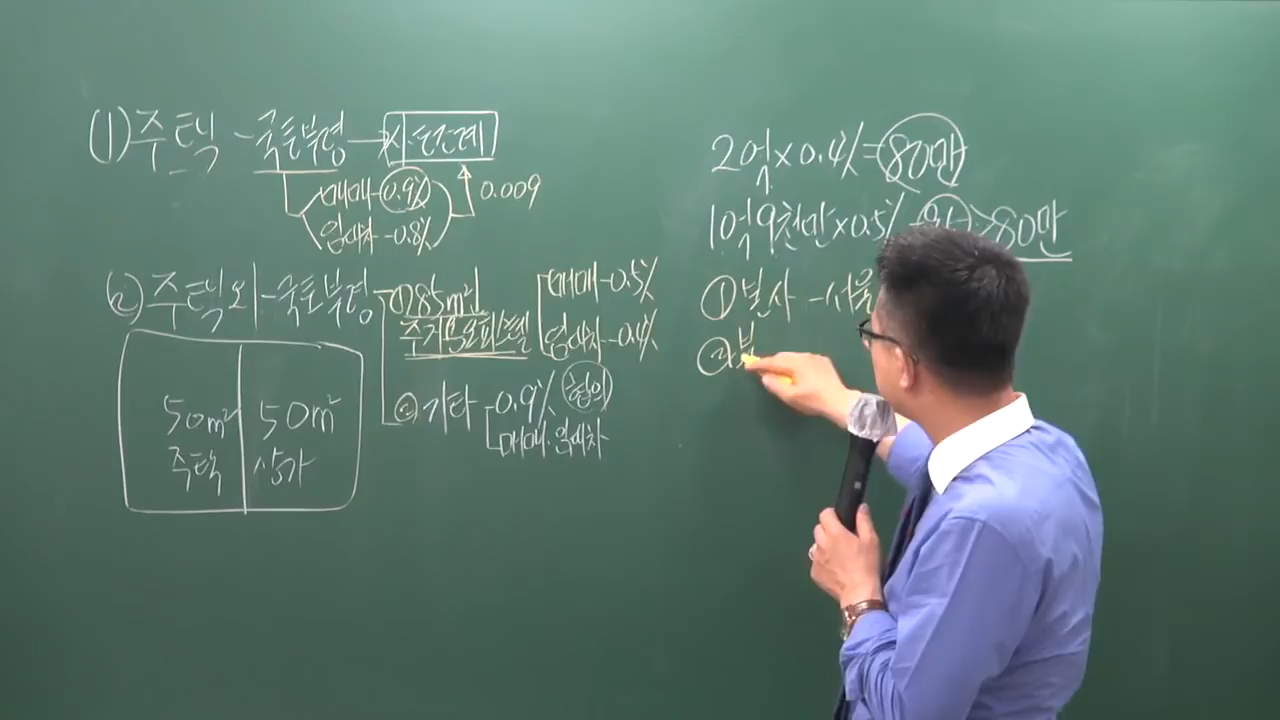 (1) 주택 - 국토부령 → 시·도조례
매매 - 0.9%
임대차 - 0.8%
0.009
② 주택외 - 국토부령
① 85㎡
주거용오피스텔
매매 - 0.5%
임대차 - 0.4%
② 기타
0.9% 협의
매매·임대차
50㎡
주택
50㎡
상가
2억 × 0.4% = 80만
1억9천만 × 0.5%
> 80만
① 분사 - 서울
② 분